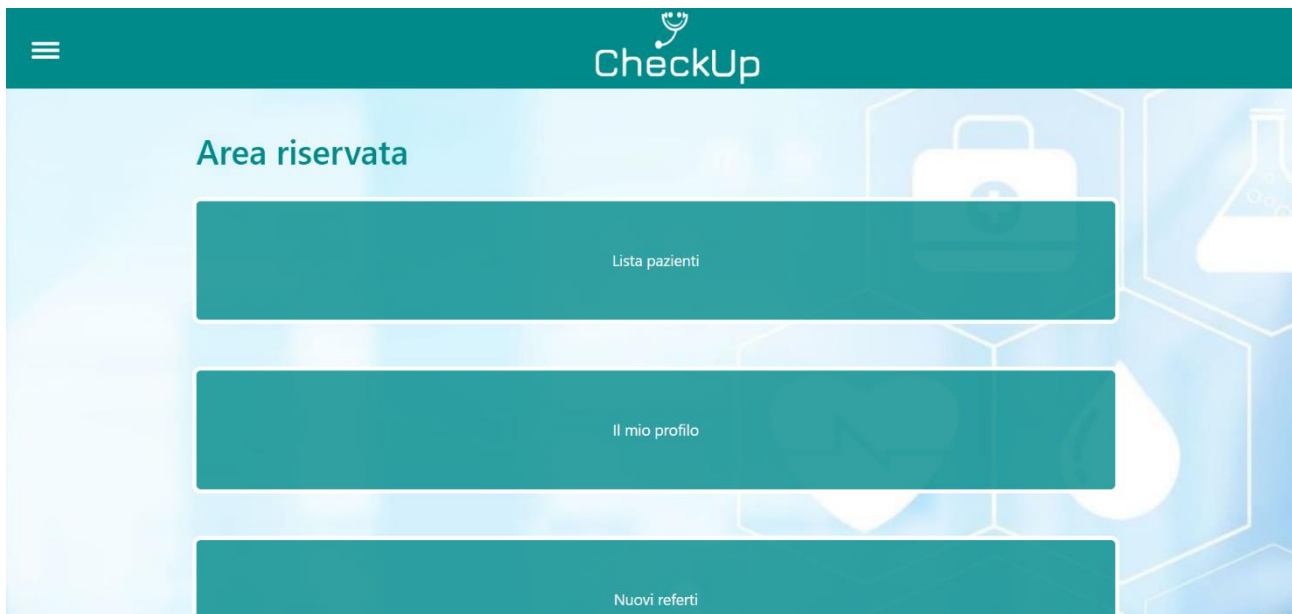 CheckUp
Area riservata
Lista pazienti
Il mio profilo
Nuovi referti